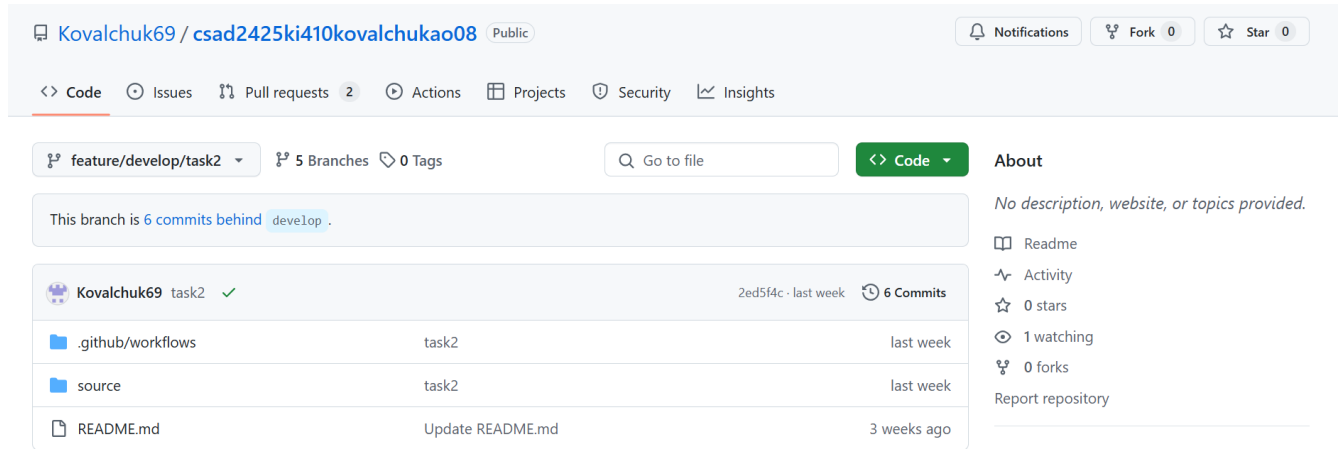 Kovalchuk69 / csad2425ki410kovalchukao08 Public
Notifications Fork 0 Star 0
Code Issues Pull requests 2 Actions Projects Security Insights
feature/develop/task2 5 Branches 0 Tags Go to file Code
This branch is 6 commits behind develop .
Kovalchuk69 task2 2ed5f4c · last week 6 Commits
.github/workflows task2 last week
source task2 last week
README.md Update README.md 3 weeks ago
About
No description, website, or topics provided.
Readme
Activity
0 stars
1 watching
0 forks
Report repository